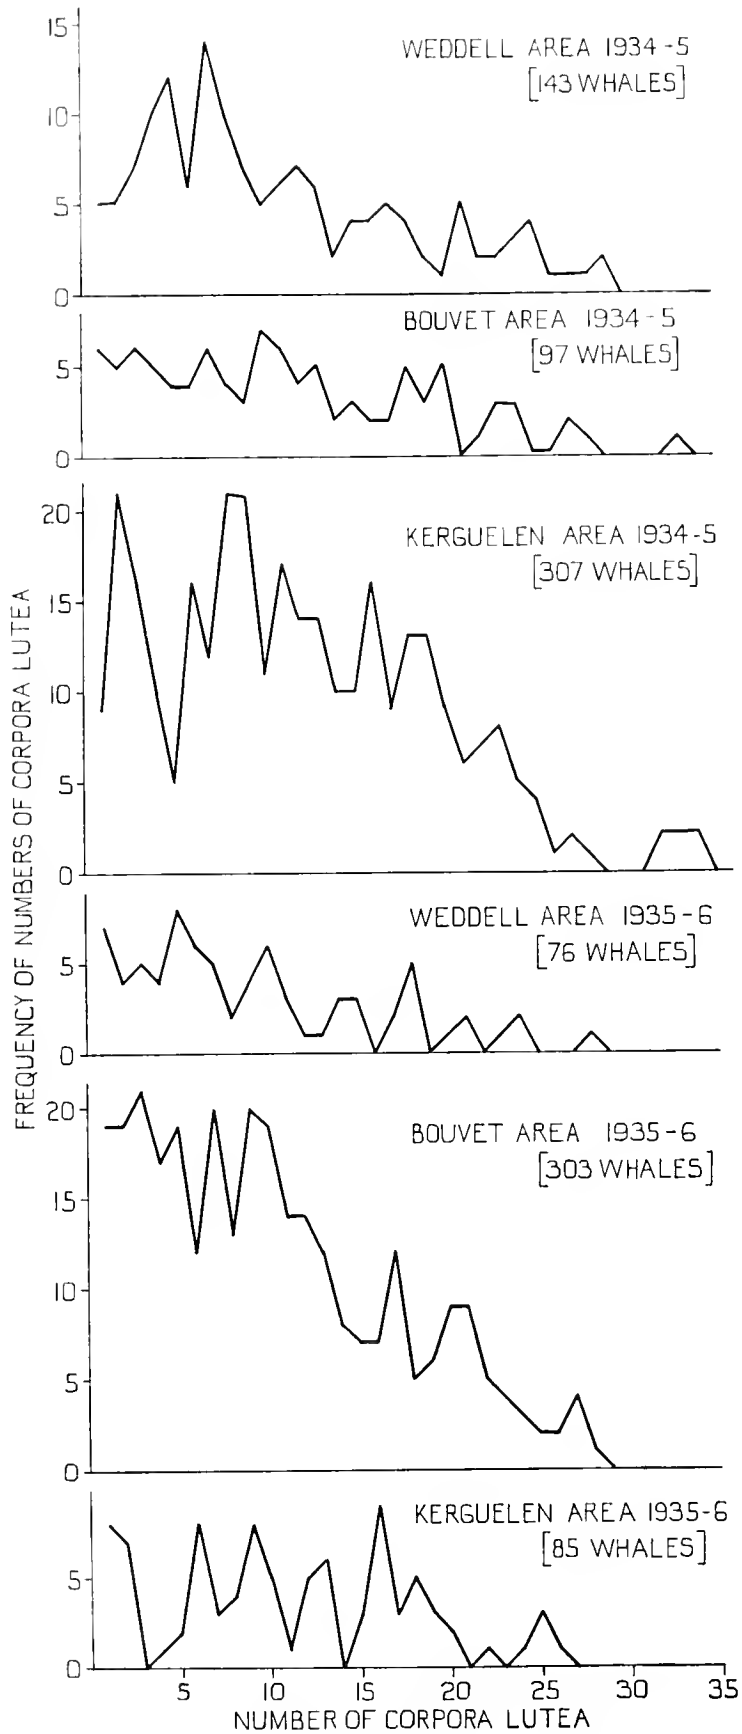 15
WEDDELL AREA 1934-5
[143 WHALES]
10
5
0
BOUVET AREA 1934-5
[97 WHALES]
5
0
20
KERGUELEN AREA 1934-5
[307 WHALES]
15
10
5
0
FREQUENCY OF NUMBERS OF CORPORA LUTEA
WEDDELL AREA 1935-6
[76 WHALES]
5
0
20
BOUVET AREA 1935-6
[303 WHALES]
15
10
5
0
KERGUELEN AREA 1935-6
[85 WHALES]
5
0
5 10 15 20 25 30 35
NUMBER OF CORPORA LUTEA